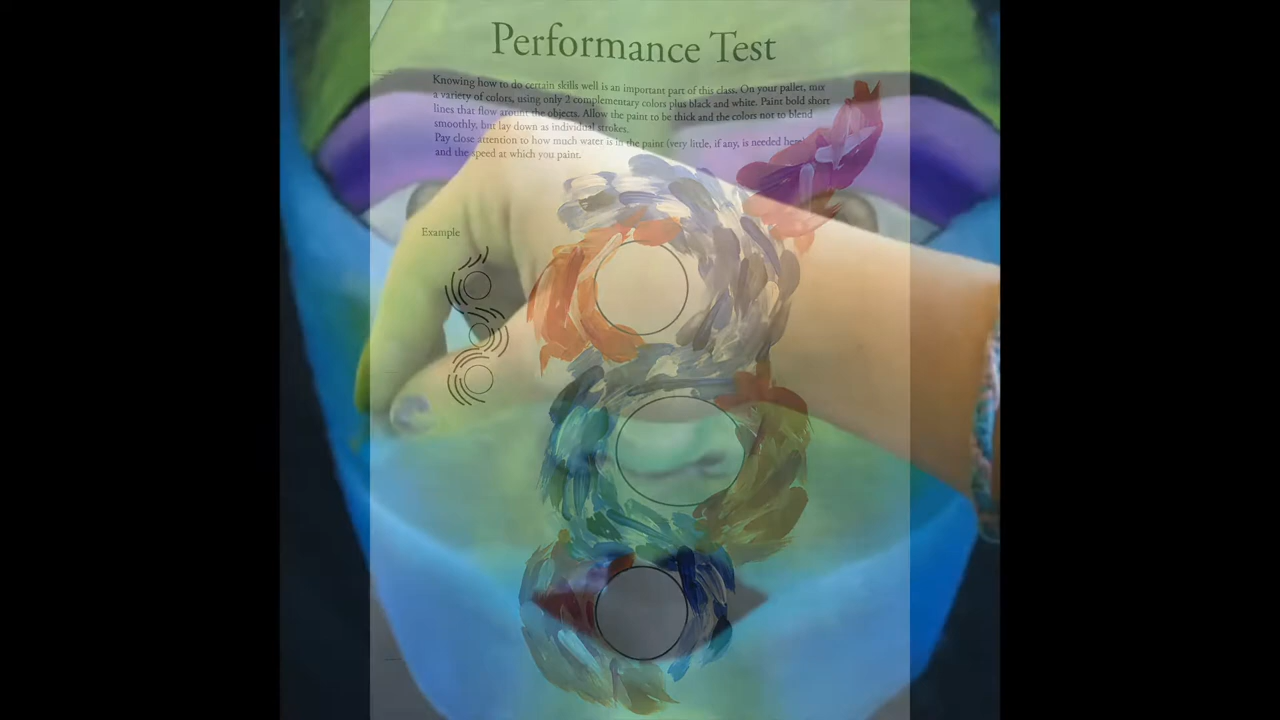 Performance Test
Knowing how to do certain skills well is an important part of this class. On your pallet, mix
a variety of colors, using only 2 complementary colors plus black and white. Paint bold short
lines that flow around the objects. Allow the paint to be thick and the colors not to blend
smoothly, but lay down as individual strokes.
Pay close attention to how much water is in the paint (very little, if any, is needed here)
and the speed at which you paint.
Example